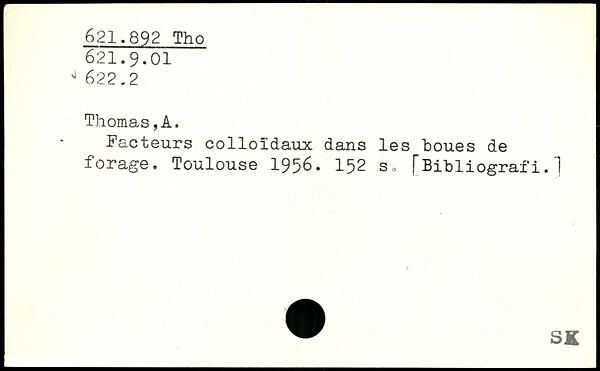 621.892 Tho
621.9.01
622.2
Thomas,A.
Facteurs colloïdaux dans les boues de
forage. Toulouse 1956. 152 s. [Bibliografi.]
SK